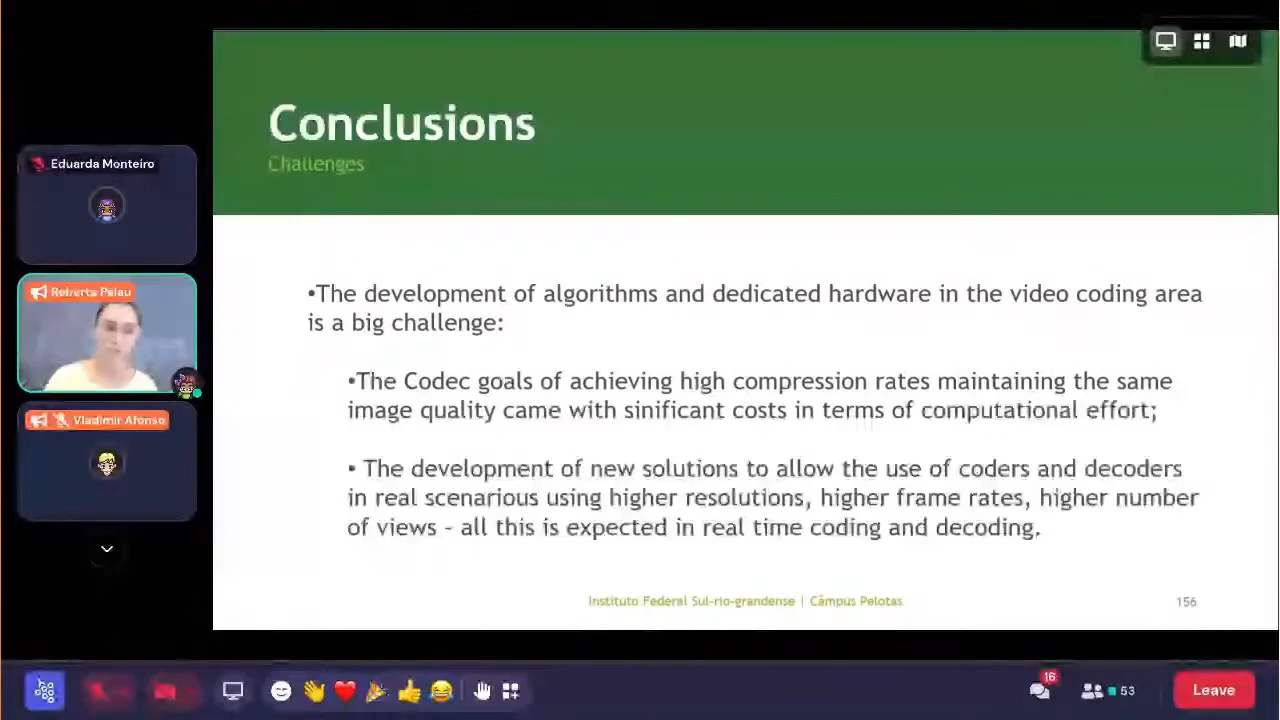 Conclusions
Challenges
Eduarda Monteiro
Roberta Palau
Vladimir Afonso
•The development of algorithms and dedicated hardware in the video coding area
is a big challenge:
•The Codec goals of achieving high compression rates maintaining the same
image quality came with sinificant costs in terms of computational effort;
• The development of new solutions to allow the use of coders and decoders
in real scenarious using higher resolutions, higher frame rates, higher number
of views - all this is expected in real time coding and decoding.
Instituto Federal Sul-rio-grandense | Câmpus Pelotas
156
16
53
Leave